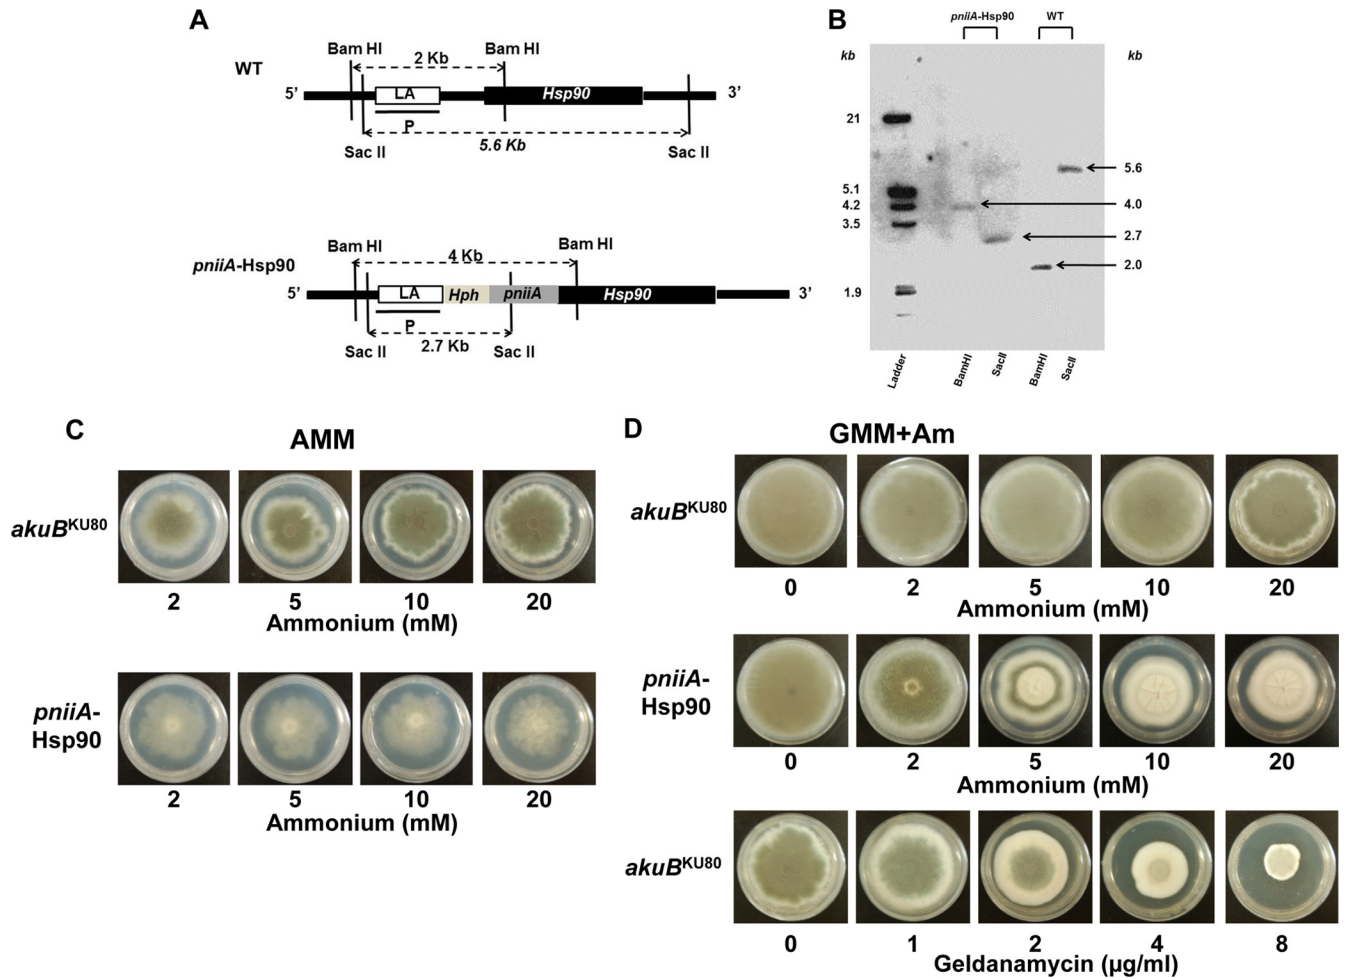 A
WT
Bam HI
Bam HI
2 Kb
5’
LA
Hsp90
3’
P
5.6 Kb
Sac II
Sac II
pniiA-Hsp90
Bam HI
Bam HI
4 Kb
5’
LA
Hph
pniiA
Hsp90
3’
P
2.7 Kb
Sac II
Sac II
B
pniiA-Hsp90
WT
kb
kb
21
5.1
4.2
3.5
1.9
5.6
4.0
2.7
2.0
Ladder
BamHI
SacII
BamHI
SacII
C
AMM
akuBKU80
2 5 10 20
Ammonium (mM)
pniiA-
Hsp90
2 5 10 20
Ammonium (mM)
D
GMM+Am
akuBKU80
0 2 5 10 20
Ammonium (mM)
pniiA-
Hsp90
0 2 5 10 20
Ammonium (mM)
akuBKU80
0 1 2 4 8
Geldanamycin (µg/ml)